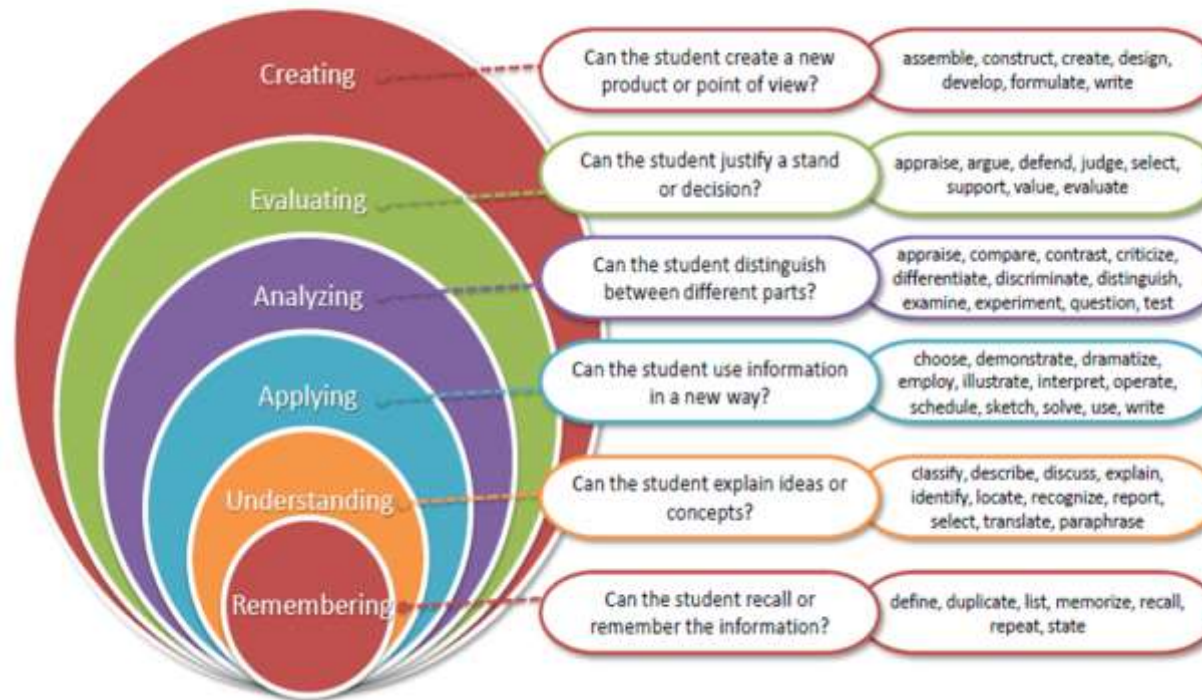 Creating
Can the student create a new
product or point of view?
assemble, construct, create, design,
develop, formulate, write
Evaluating
Can the student justify a stand
or decision?
appraise, argue, defend, judge, select,
support, value, evaluate
Analyzing
Can the student distinguish
between different parts?
appraise, compare, contrast, criticize,
differentiate, discriminate, distinguish,
examine, experiment, question, test
Applying
Can the student use information
in a new way?
choose, demonstrate, dramatize,
employ, illustrate, interpret, operate,
schedule, sketch, solve, use, write
Understanding
Can the student explain ideas or
concepts?
classify, describe, discuss, explain,
identify, locate, recognize, report,
select, translate, paraphrase
Remembering
Can the student recall or
remember the information?
define, duplicate, list, memorize, recall,
repeat, state